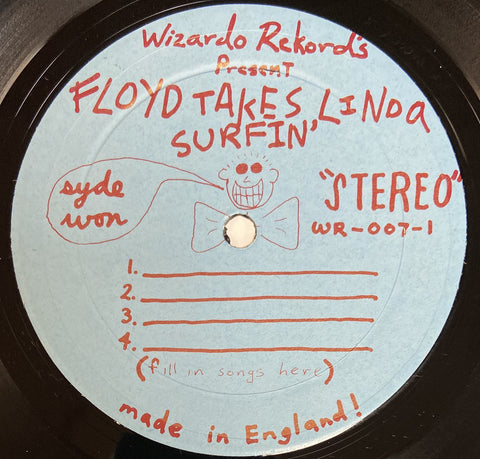 Wizardo Rekord's
Present
FLOYD TAKES LINDA
SURFIN'
syde
won
"STEREO"
WR-007-1
1.
2.
3.
4.
(fill in songs here)
made in England!